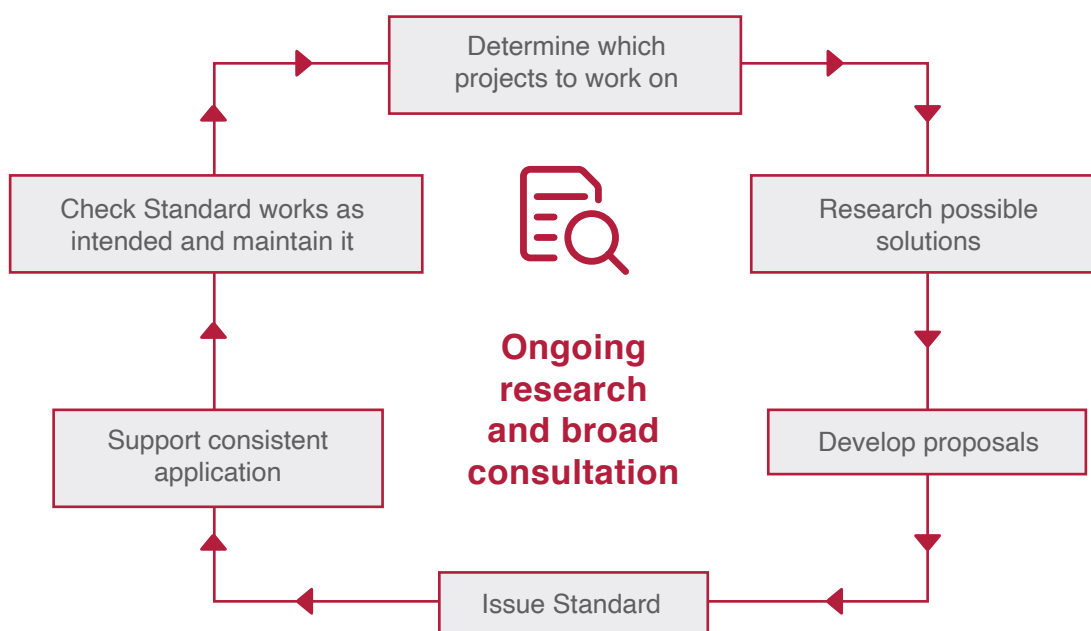 Determine which
projects to work on
Check Standard works as
intended and maintain it
Research possible
solutions
Ongoing
research
and broad
consultation
Support consistent
application
Develop proposals
Issue Standard